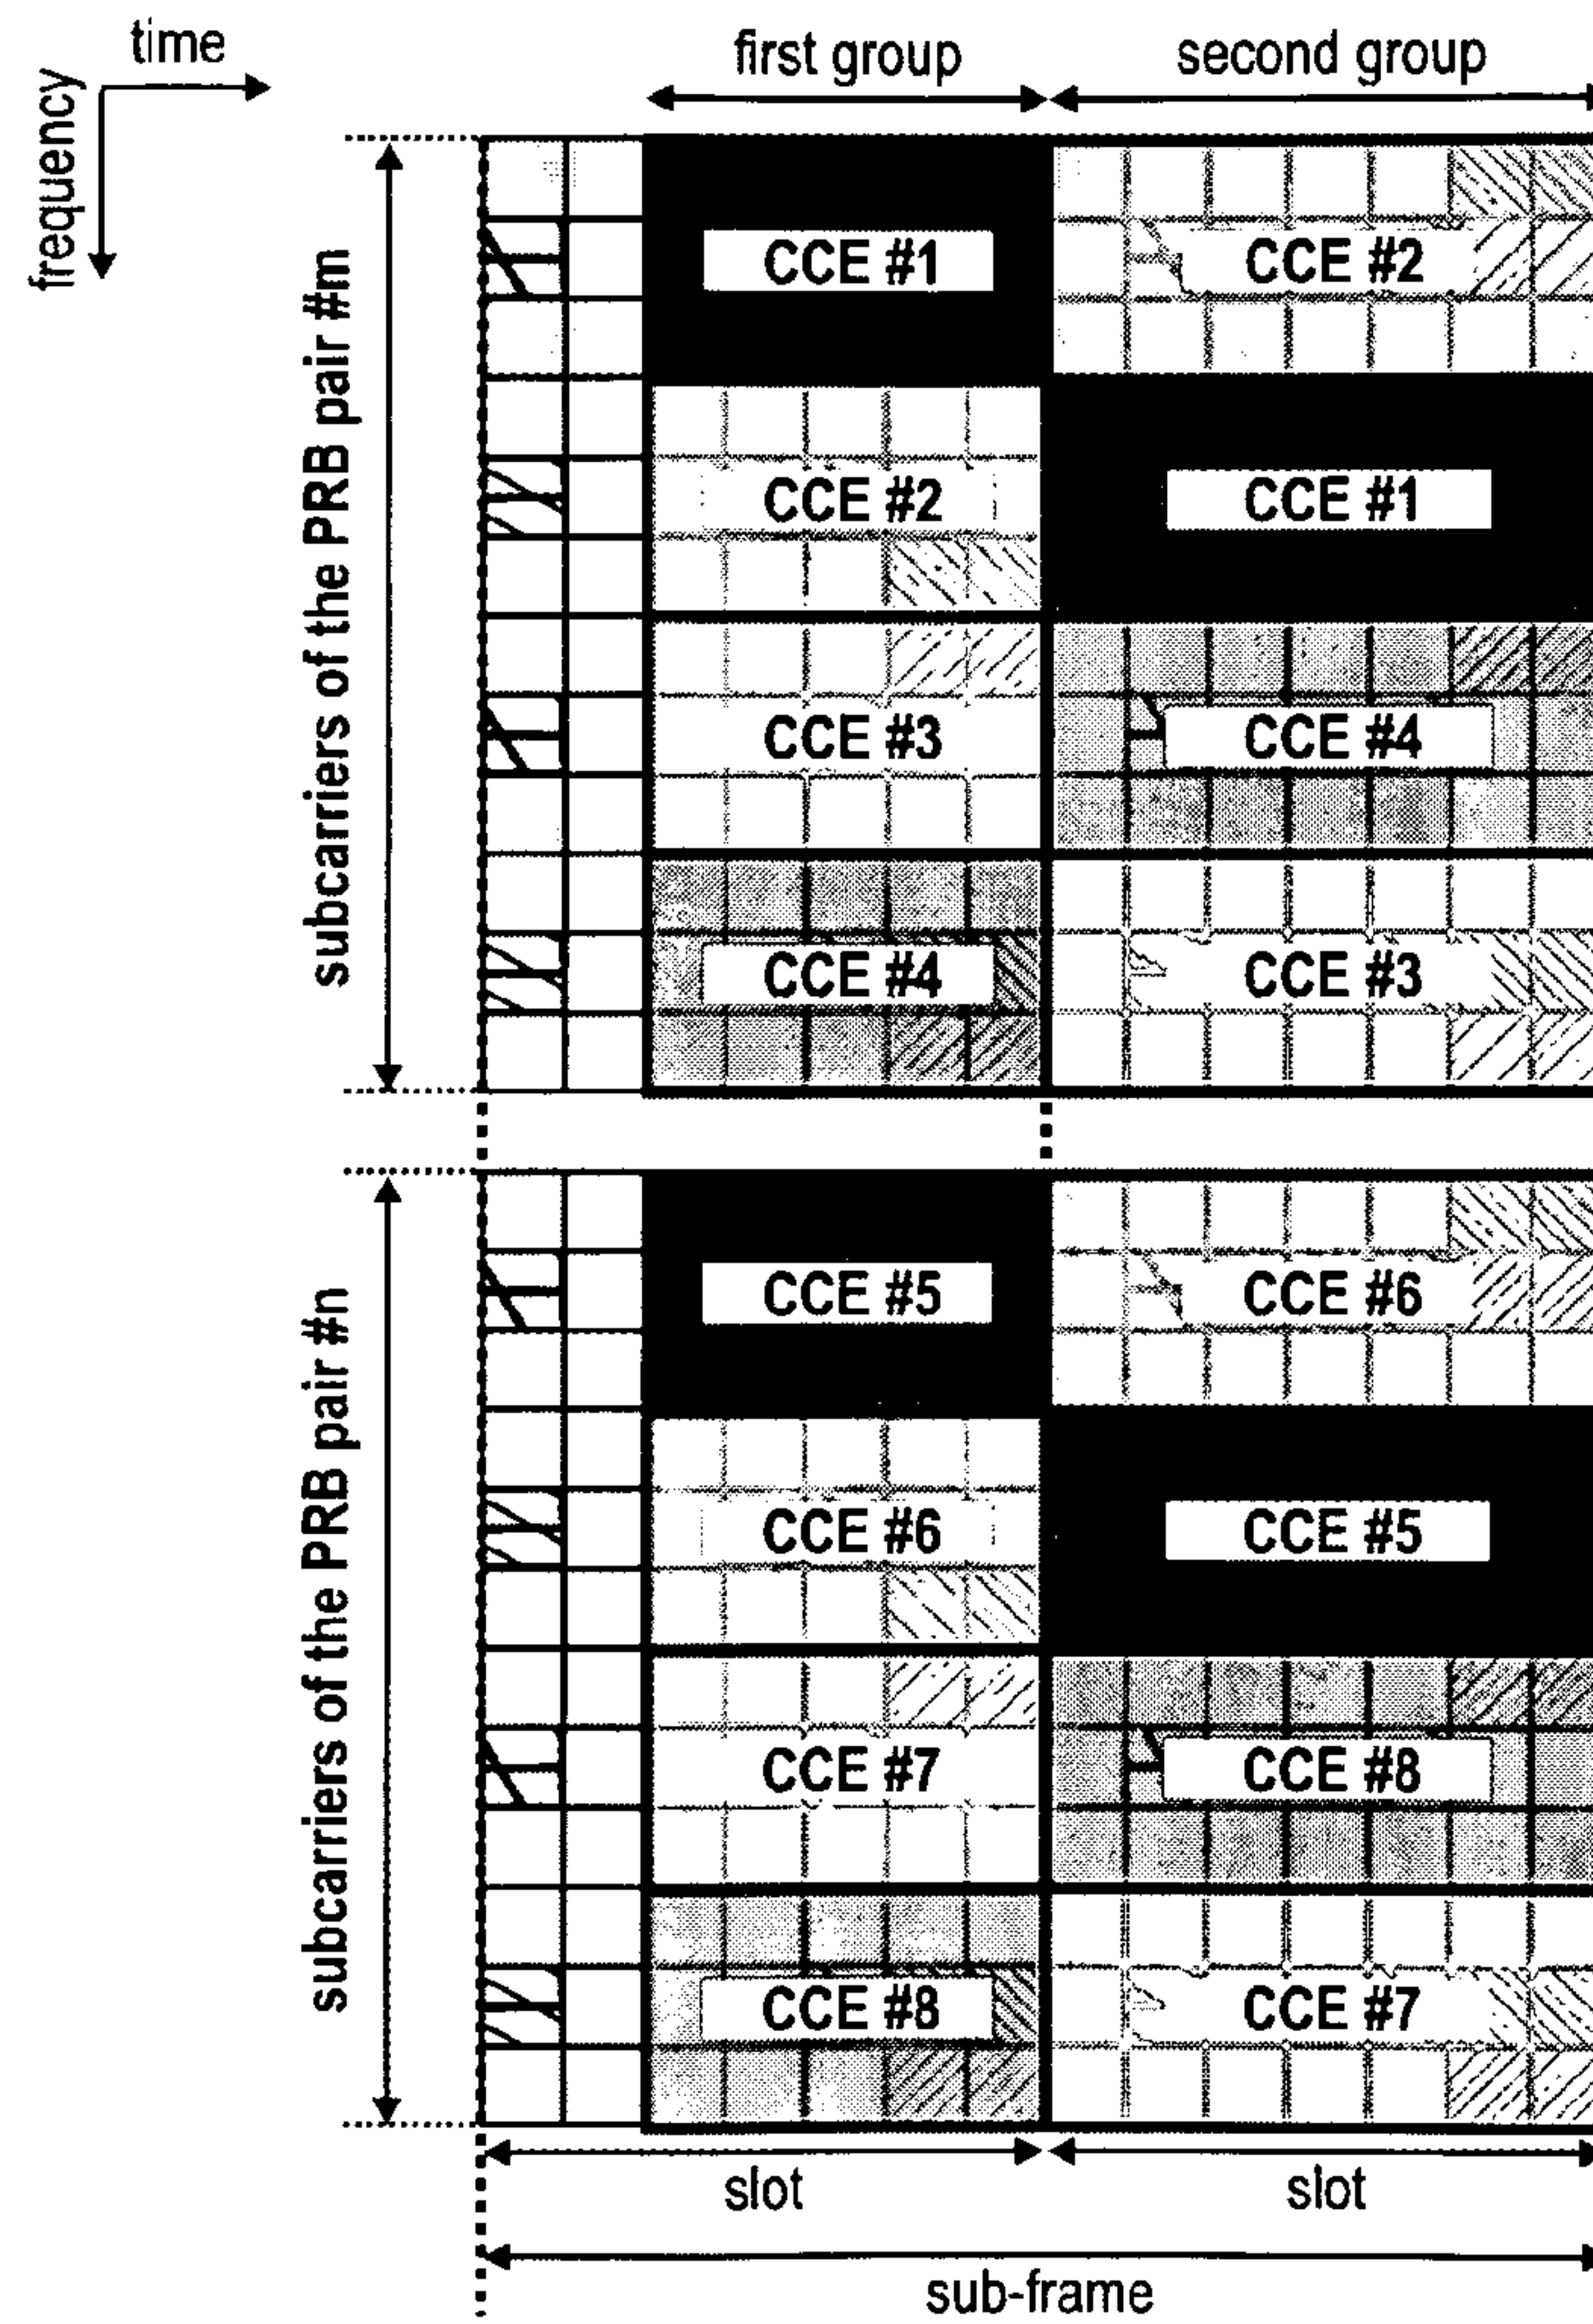 time
frequency
first group
second group
subcarriers of the PRB pair #m
CCE #1
CCE #2
CCE #2
CCE #1
CCE #3
CCE #4
CCE #4
CCE #3
subcarriers of the PRB pair #n
CCE #5
CCE #6
CCE #6
CCE #5
CCE #7
CCE #8
CCE #8
CCE #7
slot
slot
sub-frame